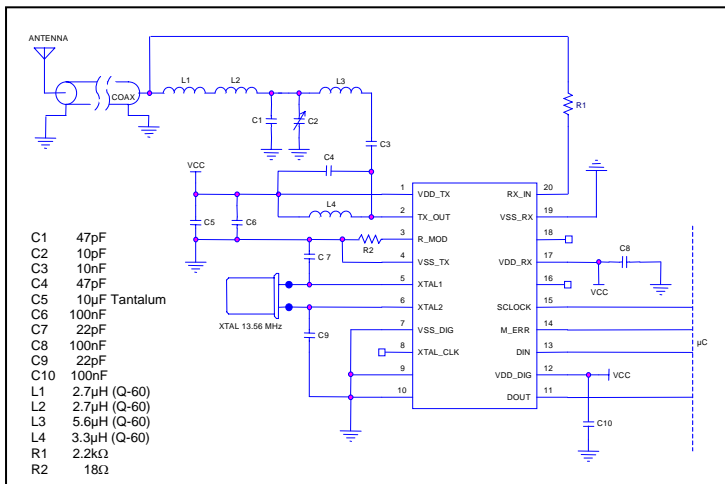 ANTENNA
COAX
L1
L2
L3
C1
C2
C3
R1
VCC
C4
L4
C5
C6
R2
C 7
C9
XTAL 13.56 MHz
1 VDD_TX
2 TX_OUT
3 R_MOD
4 VSS_TX
5 XTAL1
6 XTAL2
7 VSS_DIG
8 XTAL_CLK
9
10
RX_IN 20
VSS_RX 19
18
VDD_RX 17
16
SCLOCK 15
M_ERR 14
DIN 13
VDD_DIG 12
DOUT 11
C8
VCC
µC
VCC
C10
C1 47pF
C2 10pF
C3 10nF
C4 47pF
C5 10µF Tantalum
C6 100nF
C7 22pF
C8 100nF
C9 22pF
C10 100nF
L1 2.7µH (Q-60)
L2 2.7µH (Q-60)
L3 5.6µH (Q-60)
L4 3.3µH (Q-60)
R1 2.2kΩ
R2 18Ω